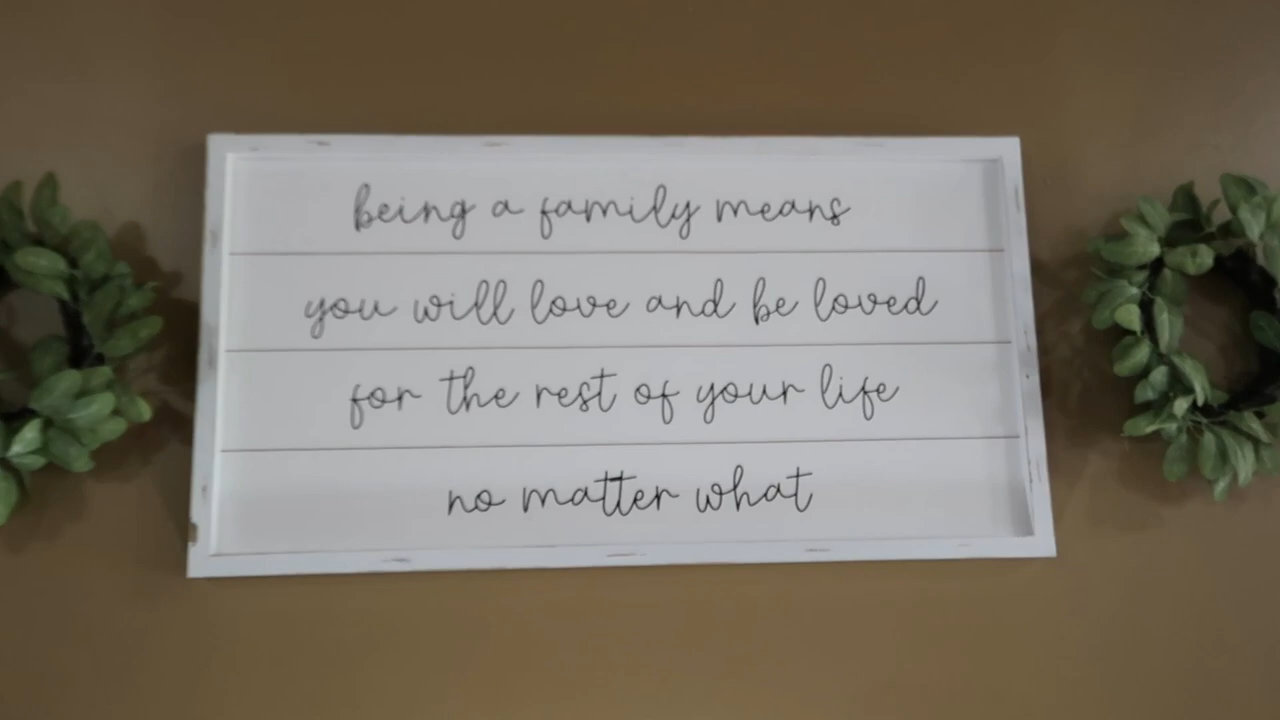 being a family means
you will love and be loved
for the rest of your life
no matter what